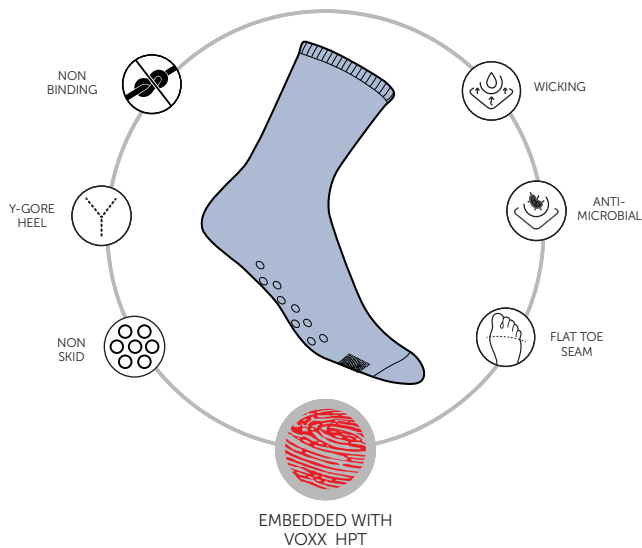 NON
BINDING
WICKING
Y-GORE
HEEL
ANTI-
MICROBIAL
NON
SKID
FLAT TOE
SEAM
EMBEDDED WITH
VOXX HPT